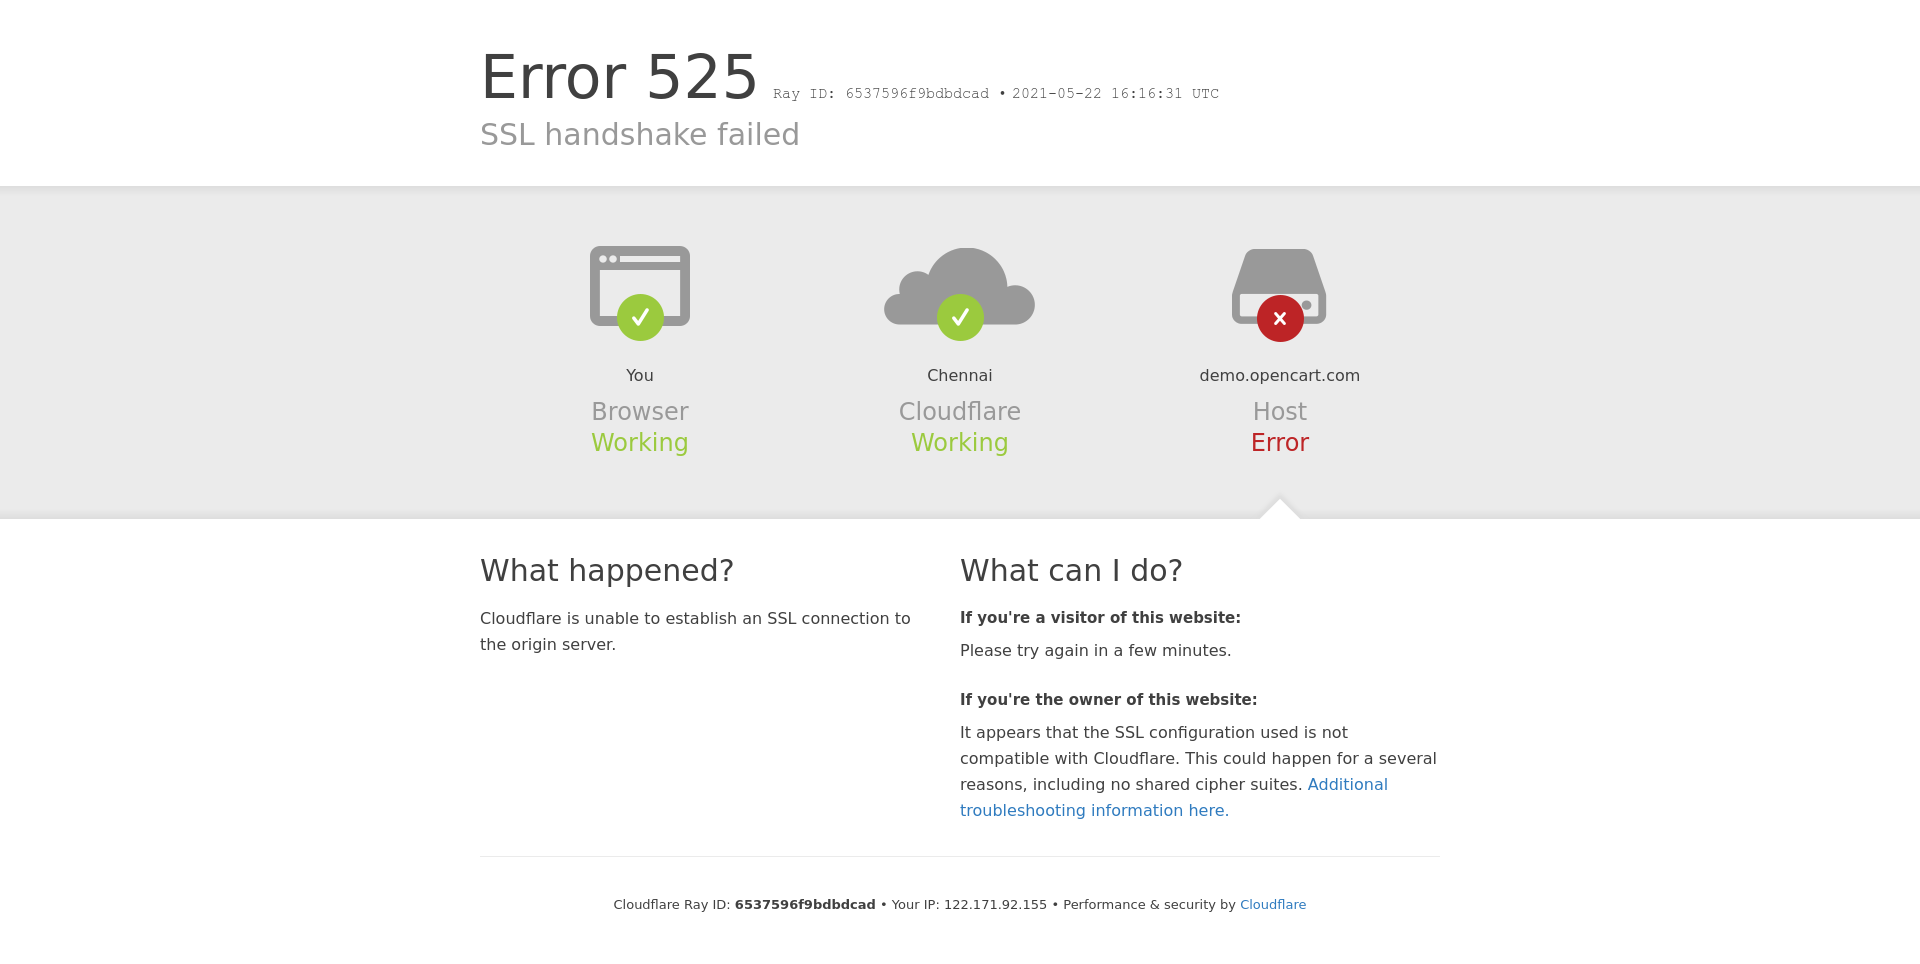 Error 525 Ray ID: 6537596f9bdbdcad • 2021-05-22 16:16:31 UTC
SSL handshake failed
You
Browser
Working
Chennai
Cloudflare
Working
demo.opencart.com
Host
Error
What happened?
Cloudflare is unable to establish an SSL connection to
the origin server.
What can I do?
If you're a visitor of this website:
Please try again in a few minutes.
If you're the owner of this website:
It appears that the SSL configuration used is not
compatible with Cloudflare. This could happen for a several
reasons, including no shared cipher suites. Additional
troubleshooting information here.
Cloudflare Ray ID: 6537596f9bdbdcad • Your IP: 122.171.92.155 • Performance & security by Cloudflare